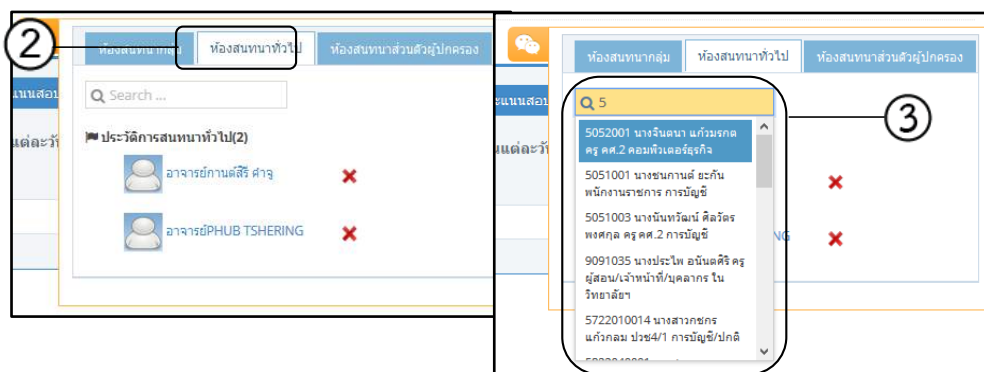 2
ห้องสนทนากลุ่ม
ห้องสนทนาทั่วไป
ห้องสนทนาส่วนตัวผู้ปกครอง
Search ...
ประวัติการสนทนาทั่วไป(2)
อาจารย์กานต์สิรี คำจู
อาจารย์PHUB TSHERING
ห้องสนทนากลุ่ม
ห้องสนทนาทั่วไป
ห้องสนทนาส่วนตัวผู้ปกครอง
5
3
5052001 นางจินตนา แก้วมรกต
ครู คศ.2 คอมพิวเตอร์ธุรกิจ
5051001 นางชนกานต์ ยะกัน
พนักงานราชการ การบัญชี
5051003 นางนันทวัฒน์ ศิลวัตร
พงศกุล ครู คศ.2 การบัญชี
9091035 นางประไพ อนันตศิริ ครู
ผู้สอน/เจ้าหน้าที่/บุคลากร ใน
วิทยาลัยฯ
5722010014 นางสาวกชกร
แก้วกลม ปวช4/1 การบัญชี/ปกติ
NG